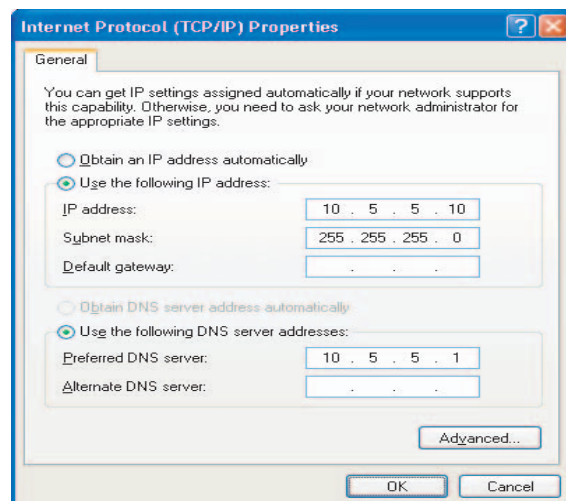 Internet Protocol (TCP/IP) Properties
General
You can get IP settings assigned automatically if your network supports
this capability. Otherwise, you need to ask your network administrator for
the appropriate IP settings.
Obtain an IP address automatically
Use the following IP address:
IP address: 10 . 5 . 5 . 10
Subnet mask: 255 . 255 . 255 . 0
Default gateway: . . .
Obtain DNS server address automatically
Use the following DNS server addresses:
Preferred DNS server: 10 . 5 . 5 . 1
Alternate DNS server: . . .
Advanced...
OK Cancel